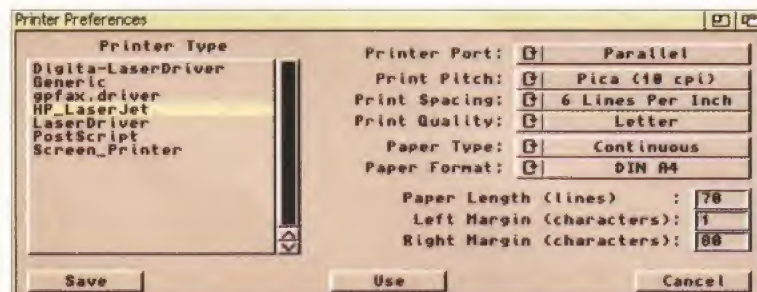 Printer Preferences
Printer Type
Digita-LaserDriver
Generic
gpfax.driver
HP_LaserJet
LaserDriver
PostScript
Screen_Printer
Printer Port: Parallel
Print Pitch: Pica (10 cpi)
Print Spacing: 6 Lines Per Inch
Print Quality: Letter
Paper Type: Continuous
Paper Format: DIN A4
Paper Length (lines) : 70
Left Margin (characters): 1
Right Margin (characters): 80
Save Use Cancel